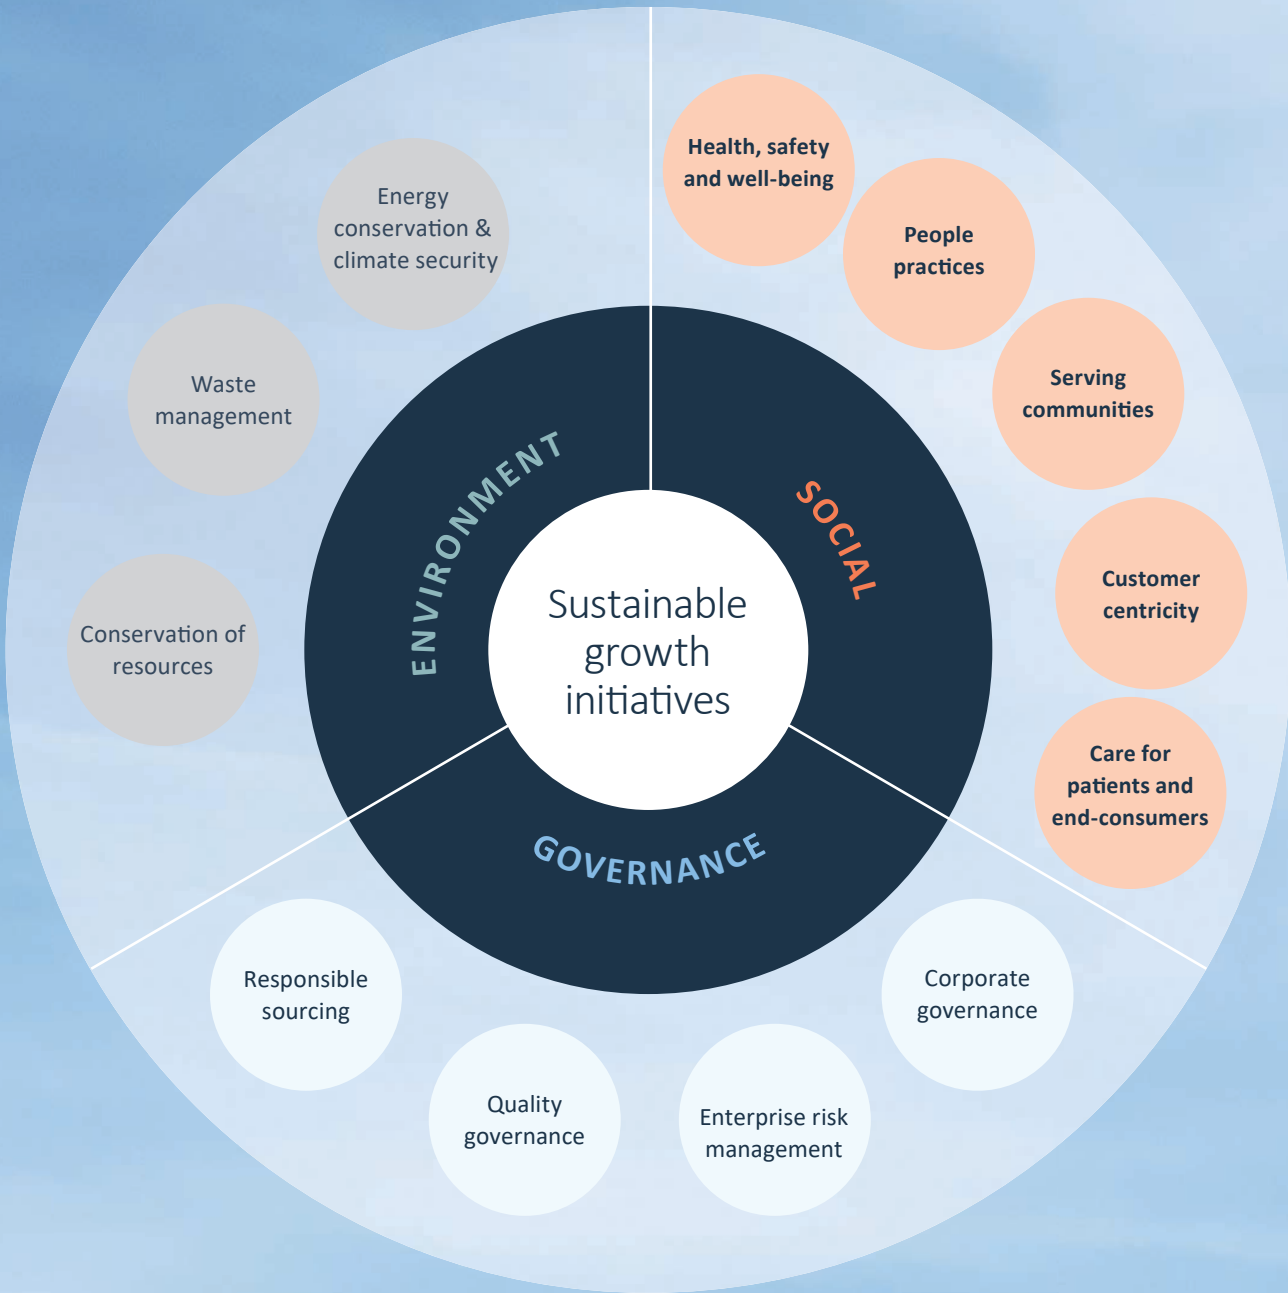 Sustainable
growth
initiatives
ENVIRONMENT
Energy
conservation &
climate security
Waste
management
Conservation of
resources
SOCIAL
Health, safety
and well-being
People
practices
Serving
communities
Customer
centricity
Care for
patients and
end-consumers
GOVERNANCE
Corporate
governance
Enterprise risk
management
Quality
governance
Responsible
sourcing